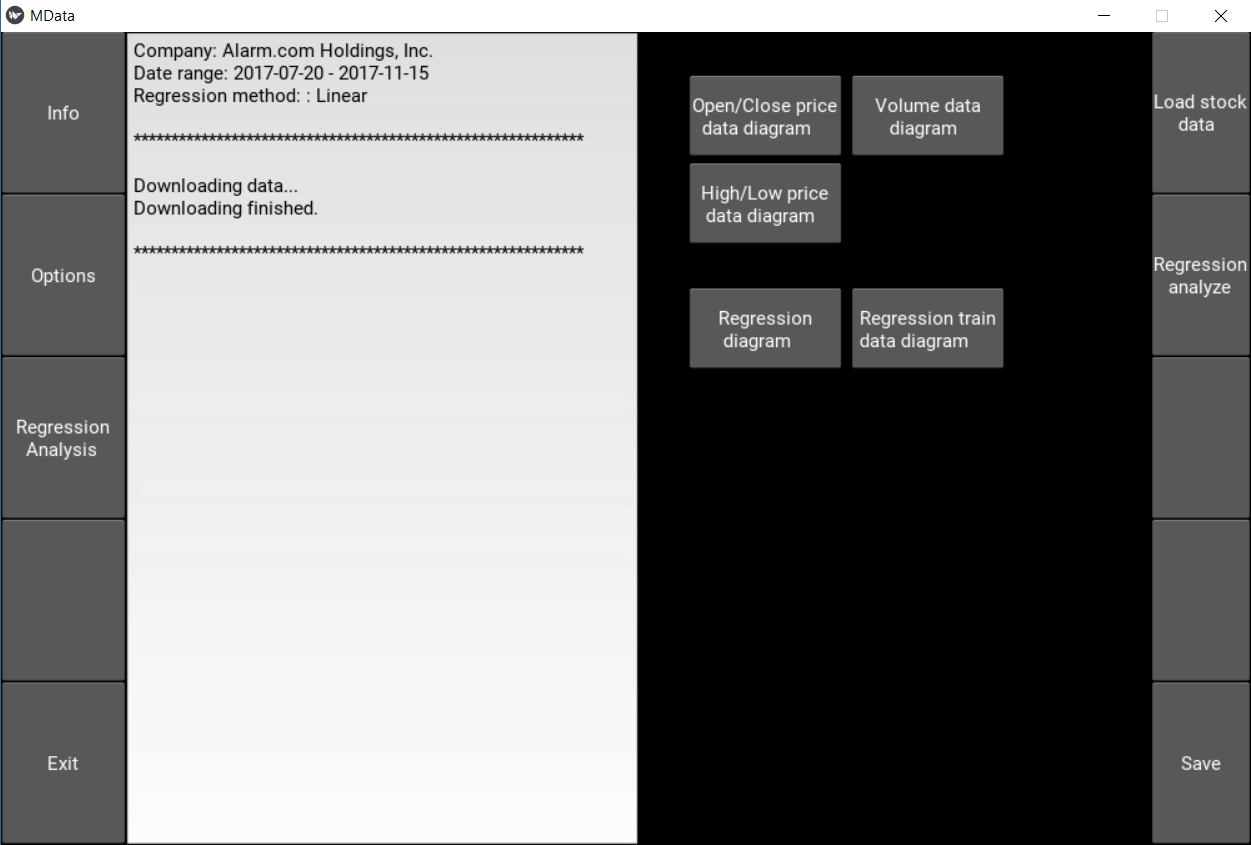 MData
Info
Options
Regression
Analysis
Exit
Company: Alarm.com Holdings, Inc.
Date range: 2017-07-20 - 2017-11-15
Regression method: : Linear
************************************************************
Downloading data...
Downloading finished.
************************************************************
Open/Close price
data diagram
Volume data
diagram
High/Low price
data diagram
Regression
diagram
Regression train
data diagram
Load stock
data
Regression
analyze
Save